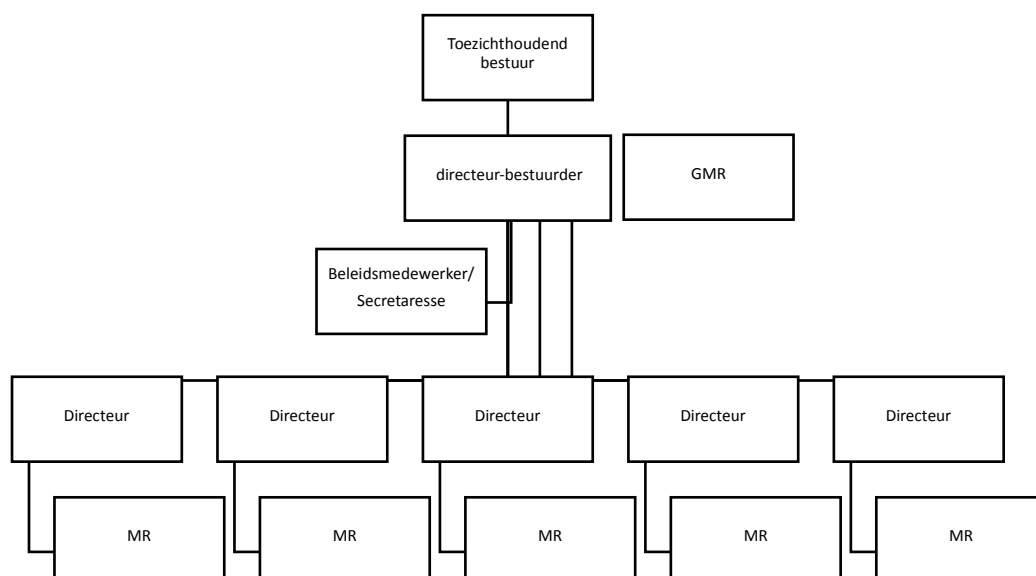 Toezichthoudend
bestuur
directeur-bestuurder
GMR
Beleidsmedewerker/
Secretaresse
Directeur
Directeur
Directeur
Directeur
Directeur
MR
MR
MR
MR
MR